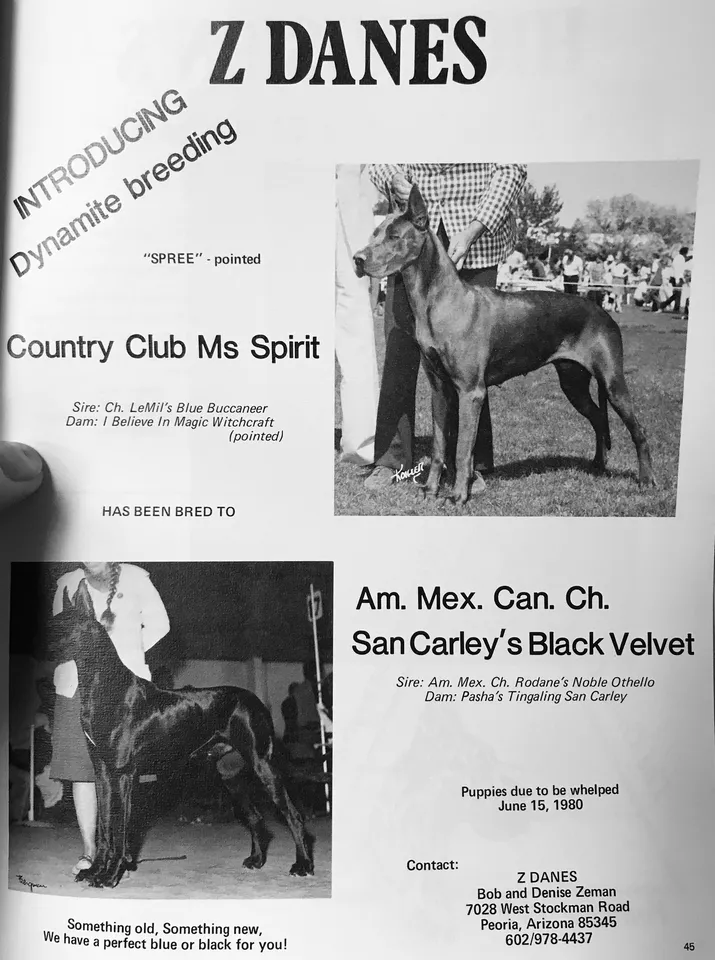 Z DANES
INTRODUCING
Dynamite breeding
"SPREE" - pointed
Country Club Ms Spirit
Sire: Ch. LeMil's Blue Buccaneer
Dam: I Believe In Magic Witchcraft
(pointed)
HAS BEEN BRED TO
Am. Mex. Can. Ch.
San Carley's Black Velvet
Sire: Am. Mex. Ch. Rodane's Noble Othello
Dam: Pasha's Tingaling San Carley
Puppies due to be whelped
June 15, 1980
Contact:
Z DANES
Bob and Denise Zeman
7028 West Stockman Road
Peoria, Arizona 85345
602/978-4437
Something old, Something new,
We have a perfect blue or black for you!
45